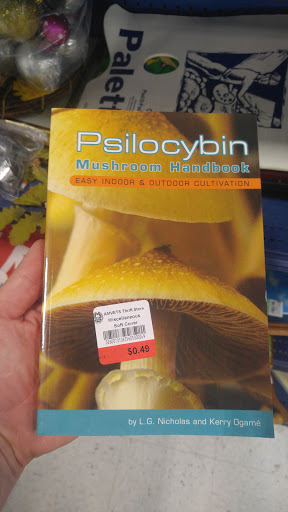 Palet
Psilocybin
Mushroom Handbook
EASY INDOOR & OUTDOOR CULTIVATION
AMVETS Thrift Store
Miscellaneous
Soft Cover
$0.49
by L.G. Nicholas and Kerry Ogamé